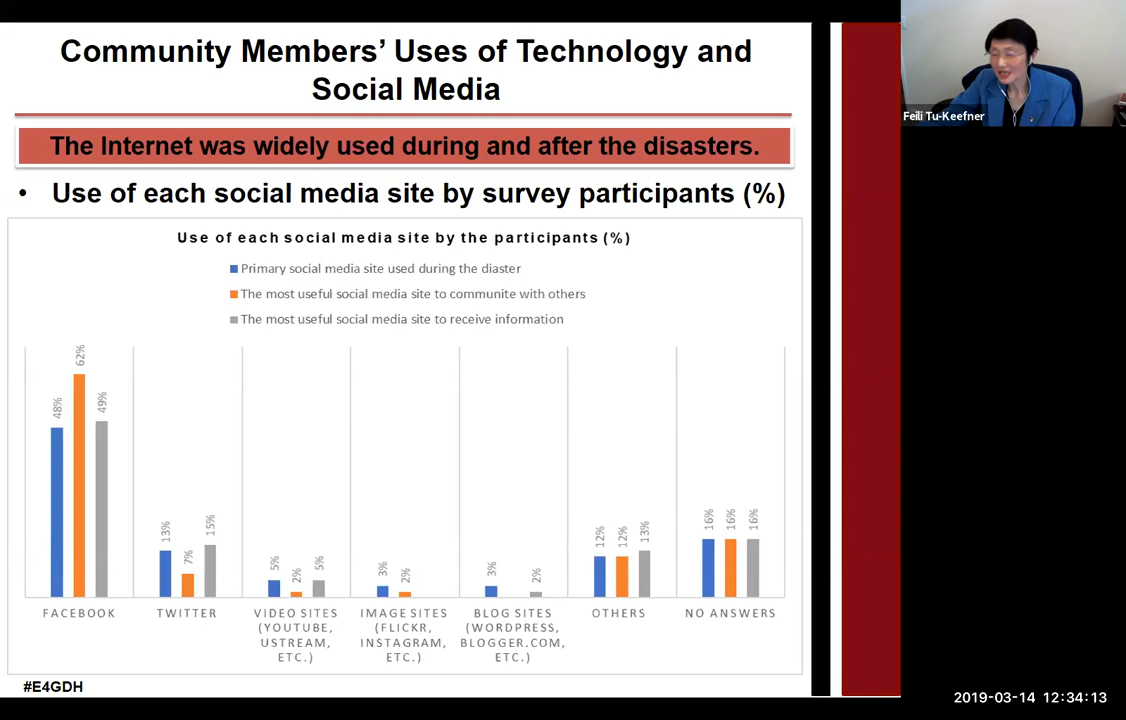 Community Members’ Uses of Technology and
Social Media
The Internet was widely used during and after the disasters.
• Use of each social media site by survey participants (%)
Use of each social media site by the participants (%)
Primary social media site used during the diaster
The most useful social media site to communite with others
The most useful social media site to receive information
48%
62%
49%
13%
7%
15%
5%
2%
5%
3%
2%
3%
2%
12%
12%
13%
16%
16%
16%
FACEBOOK
TWITTER
VIDEO SITES
(YOUTUBE,
USTREAM,
ETC.)
IMAGE SITES
(FLICKR,
INSTAGRAM,
ETC.)
BLOG SITES
(WORDPRESS,
BLOGGER.COM,
ETC.)
OTHERS
NO ANSWERS
#E4GDH
Feili Tu-Keefner
2019-03-14 12:34:13